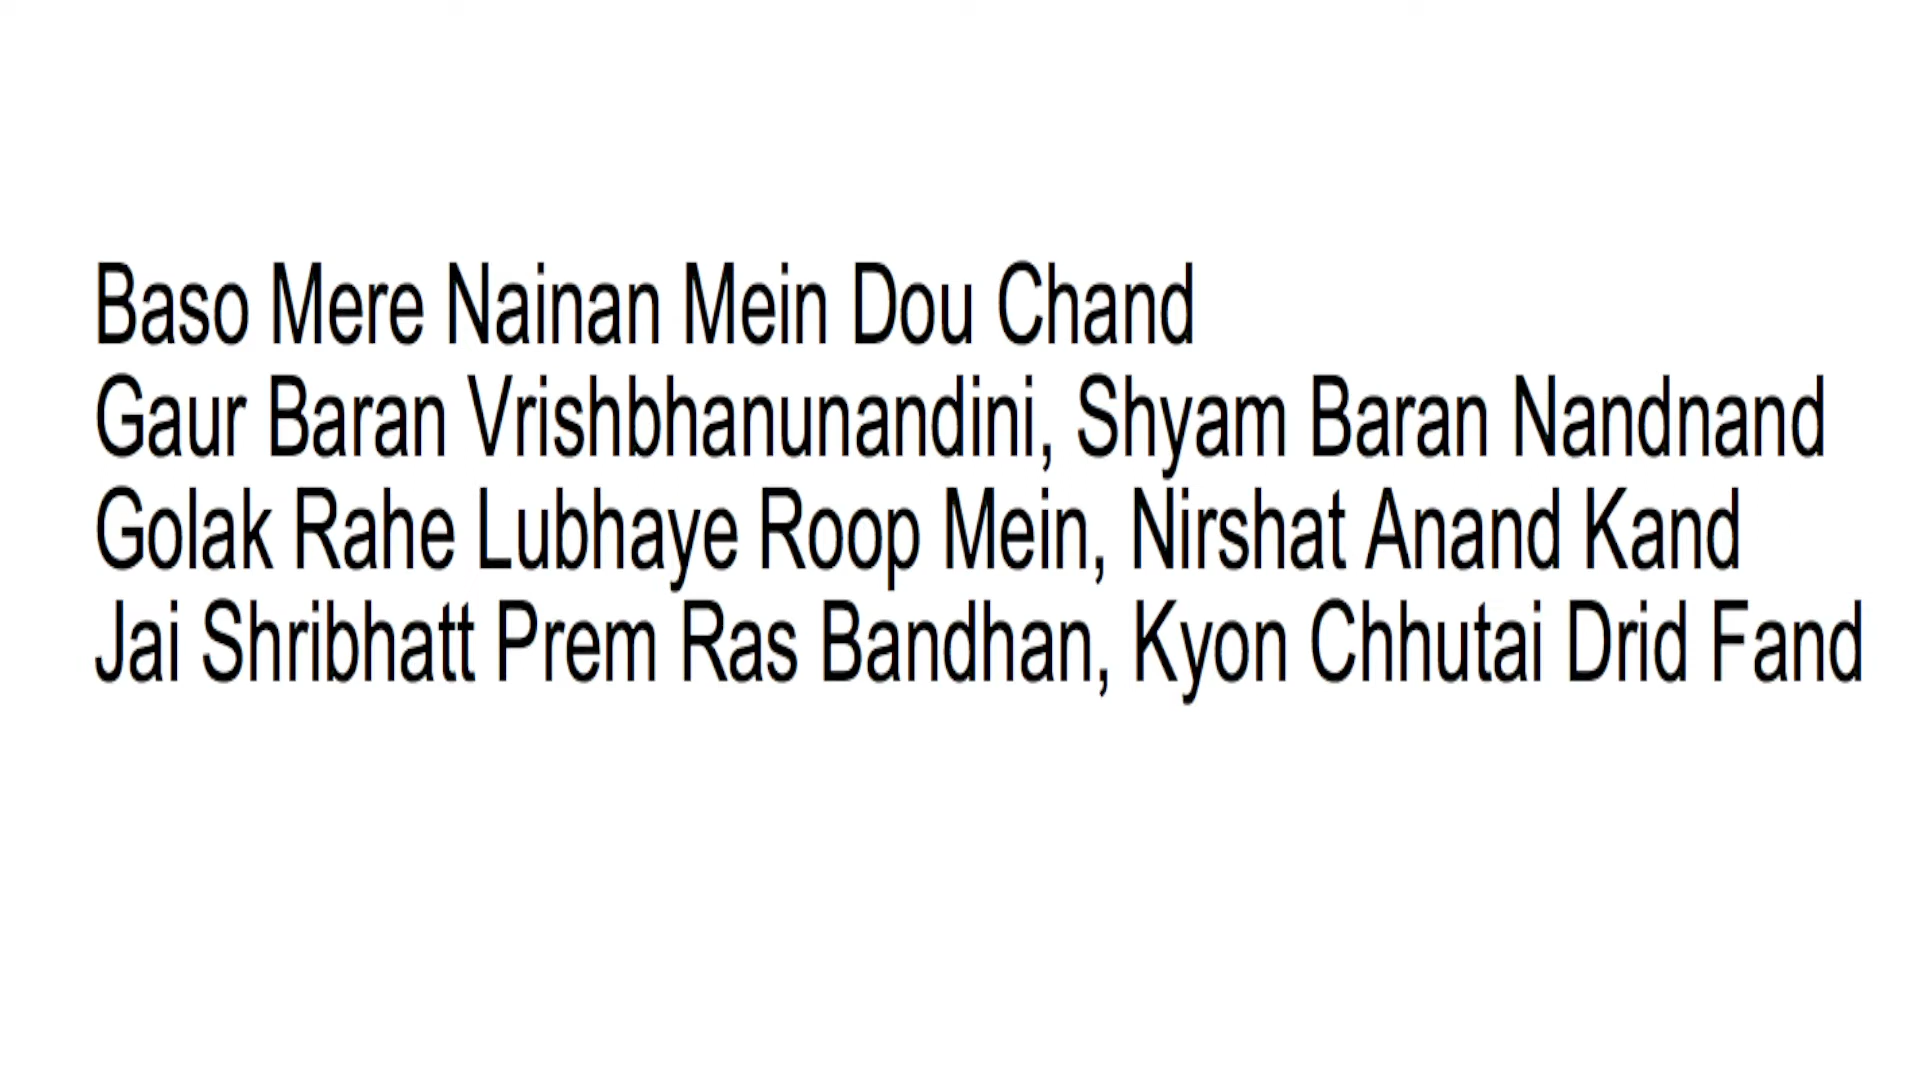 Baso Mere Nainan Mein Dou Chand
Gaur Baran Vrishbhanunandini, Shyam Baran Nandnand
Golak Rahe Lubhaye Roop Mein, Nirshat Anand Kand
Jai Shribhatt Prem Ras Bandhan, Kyon Chhutai Drid Fand